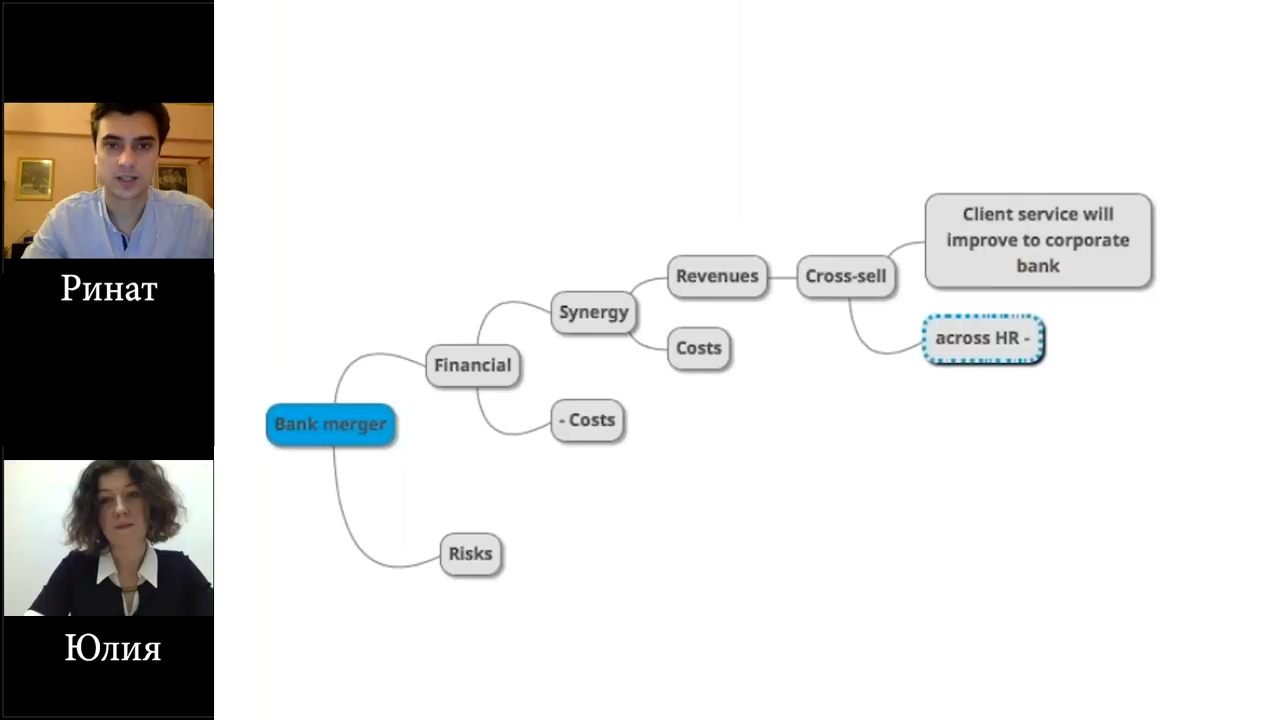 Ринат
Юлия
Bank merger
Financial
Synergy
Revenues
Cross-sell
Client service will
improve to corporate
bank
across HR -
Costs
- Costs
Risks